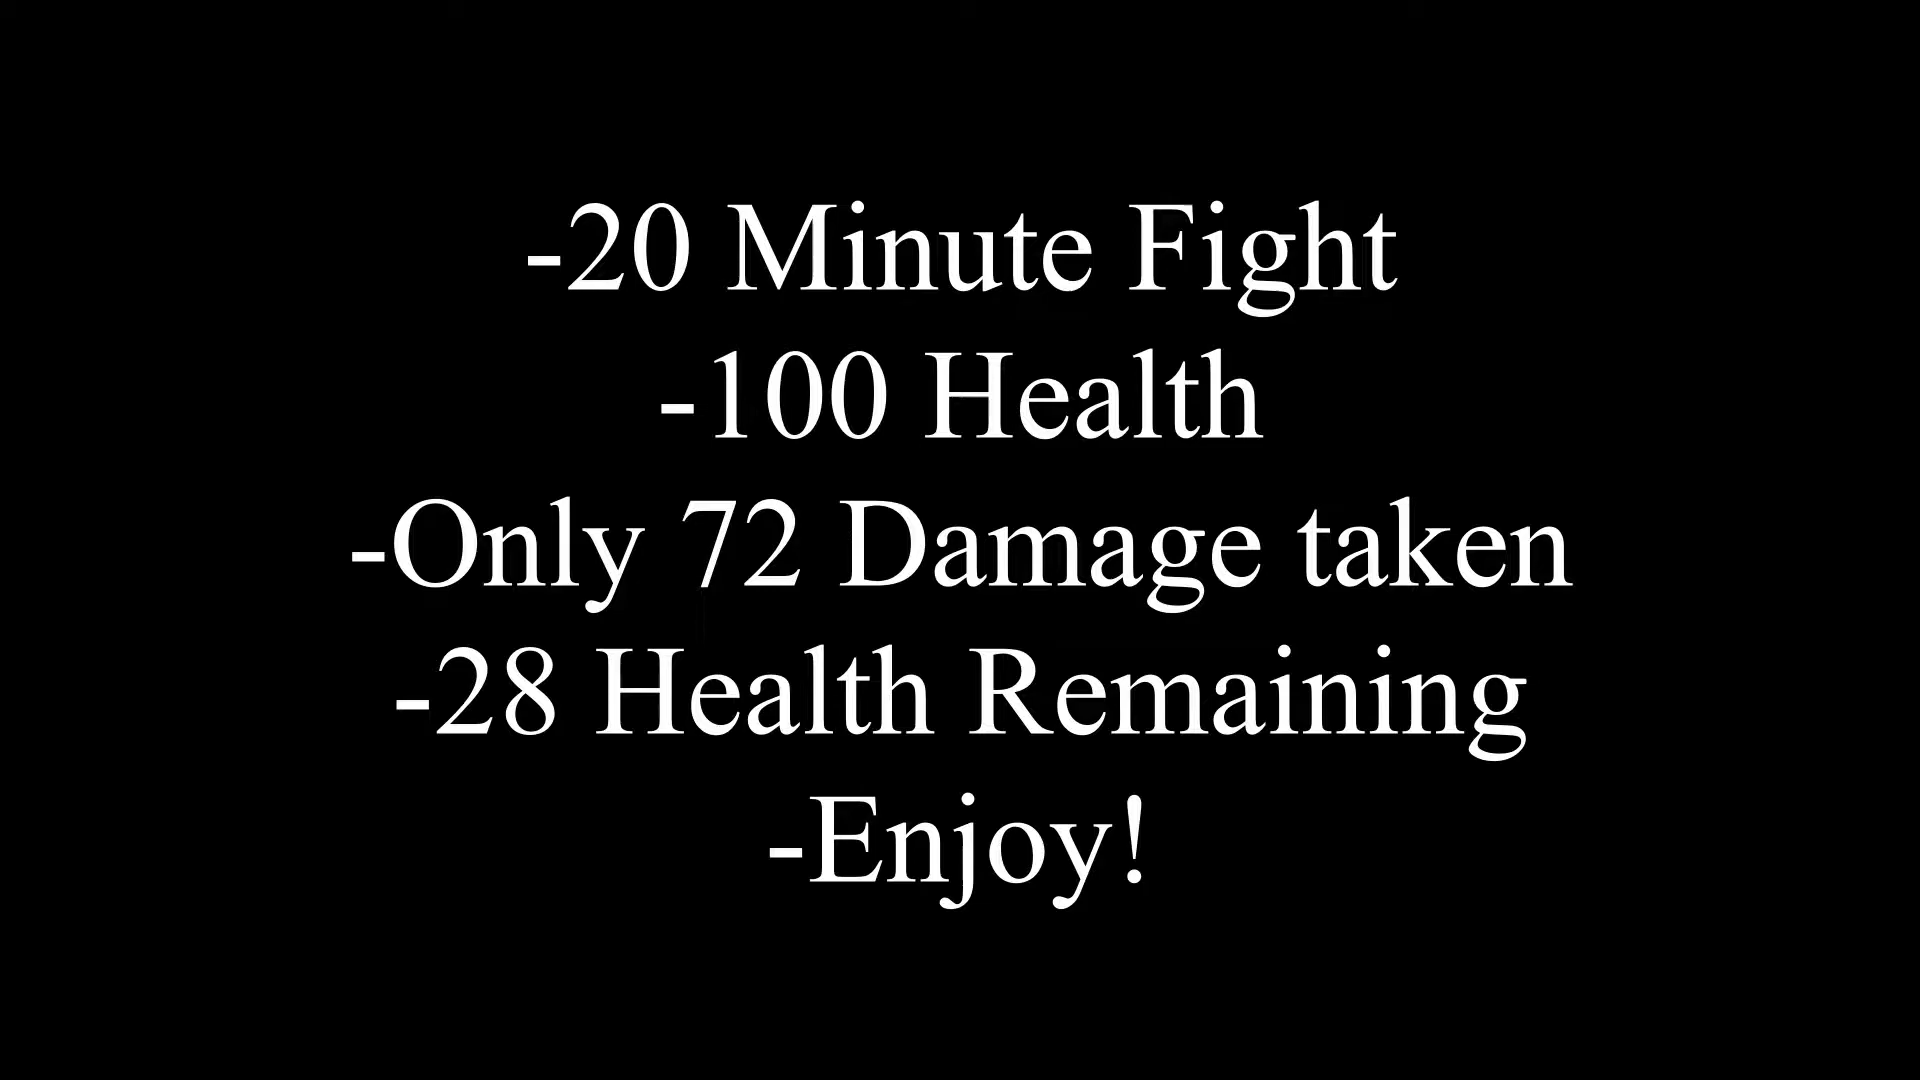 -20 Minute Fight
-100 Health
-Only 72 Damage taken
-28 Health Remaining
-Enjoy!